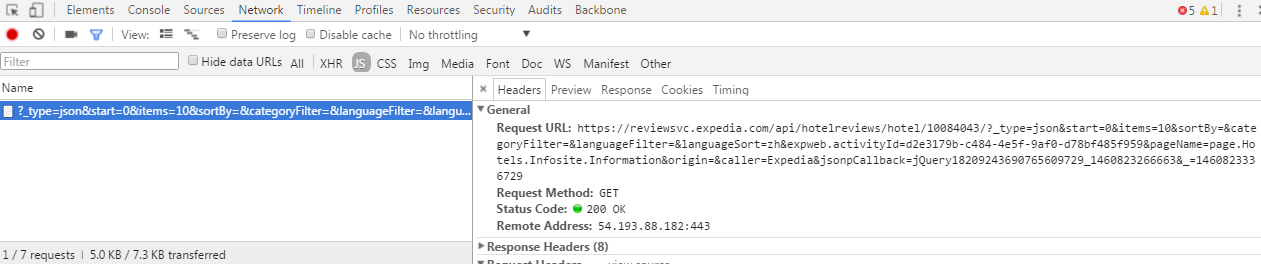 Elements Console Sources Network Timeline Profiles Resources Security Audits Backbone 5 1
View: Preserve log Disable cache No throttling
Filter Hide data URLs All XHR JS CSS Img Media Font Doc WS Manifest Other
Name
?_type=json&start=0&items=10&sortBy=&categoryFilter=&languageFilter=&langu...
1 / 7 requests | 5.0 KB / 7.3 KB transferred
× Headers Preview Response Cookies Timing
General
Request URL: https://reviewsvc.expedia.com/api/hotelreviews/hotel/10084043/?_type=json&start=0&items=10&sortBy=&cate
goryFilter=&languageFilter=&languageSort=zh&expweb.activityId=d2e3179b-c484-4e5f-9af0-d78bf485f959&pageName=page.Ho
tels.Infosite.Information&origin=&caller=Expedia&jsonpCallback=jQuery18209243690765609729_1460823266663&_=146082333
6729
Request Method: GET
Status Code: 200 OK
Remote Address: 54.193.88.182:443
Response Headers (8)
Request Headers view source